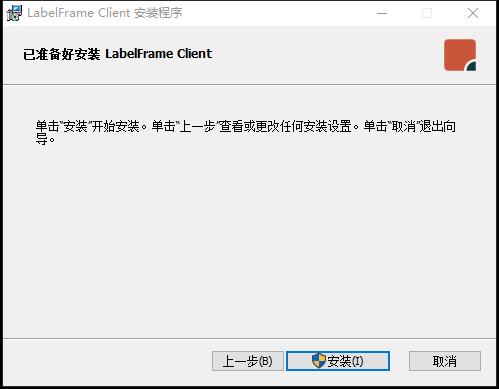 LabelFrame Client 安装程序
已准备好安装 LabelFrame Client
单击“安装”开始安装。单击“上一步”查看或更改任何安装设置。单击“取消”退出向
导。
上一步(B)
安装(I)
取消